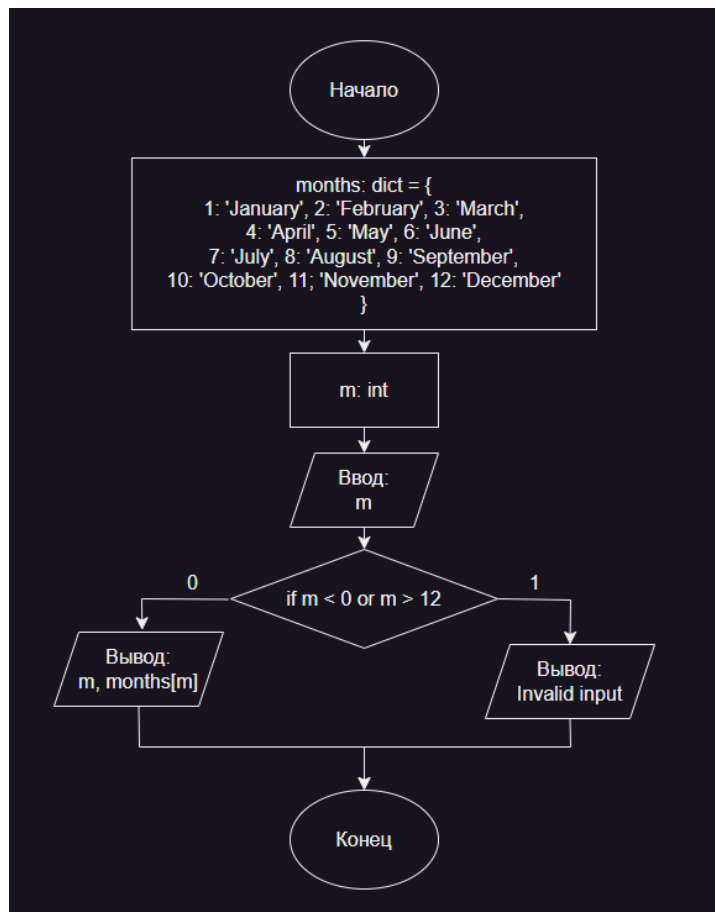 Начало
months: dict = {
1: 'January', 2: 'February', 3: 'March',
4: 'April', 5: 'May', 6: 'June',
7: 'July', 8: 'August', 9: 'September',
10: 'October', 11; 'November', 12: 'December'
}
m: int
Ввод:
m
if m < 0 or m > 12
0
1
Вывод:
m, months[m]
Вывод:
Invalid input
Конец